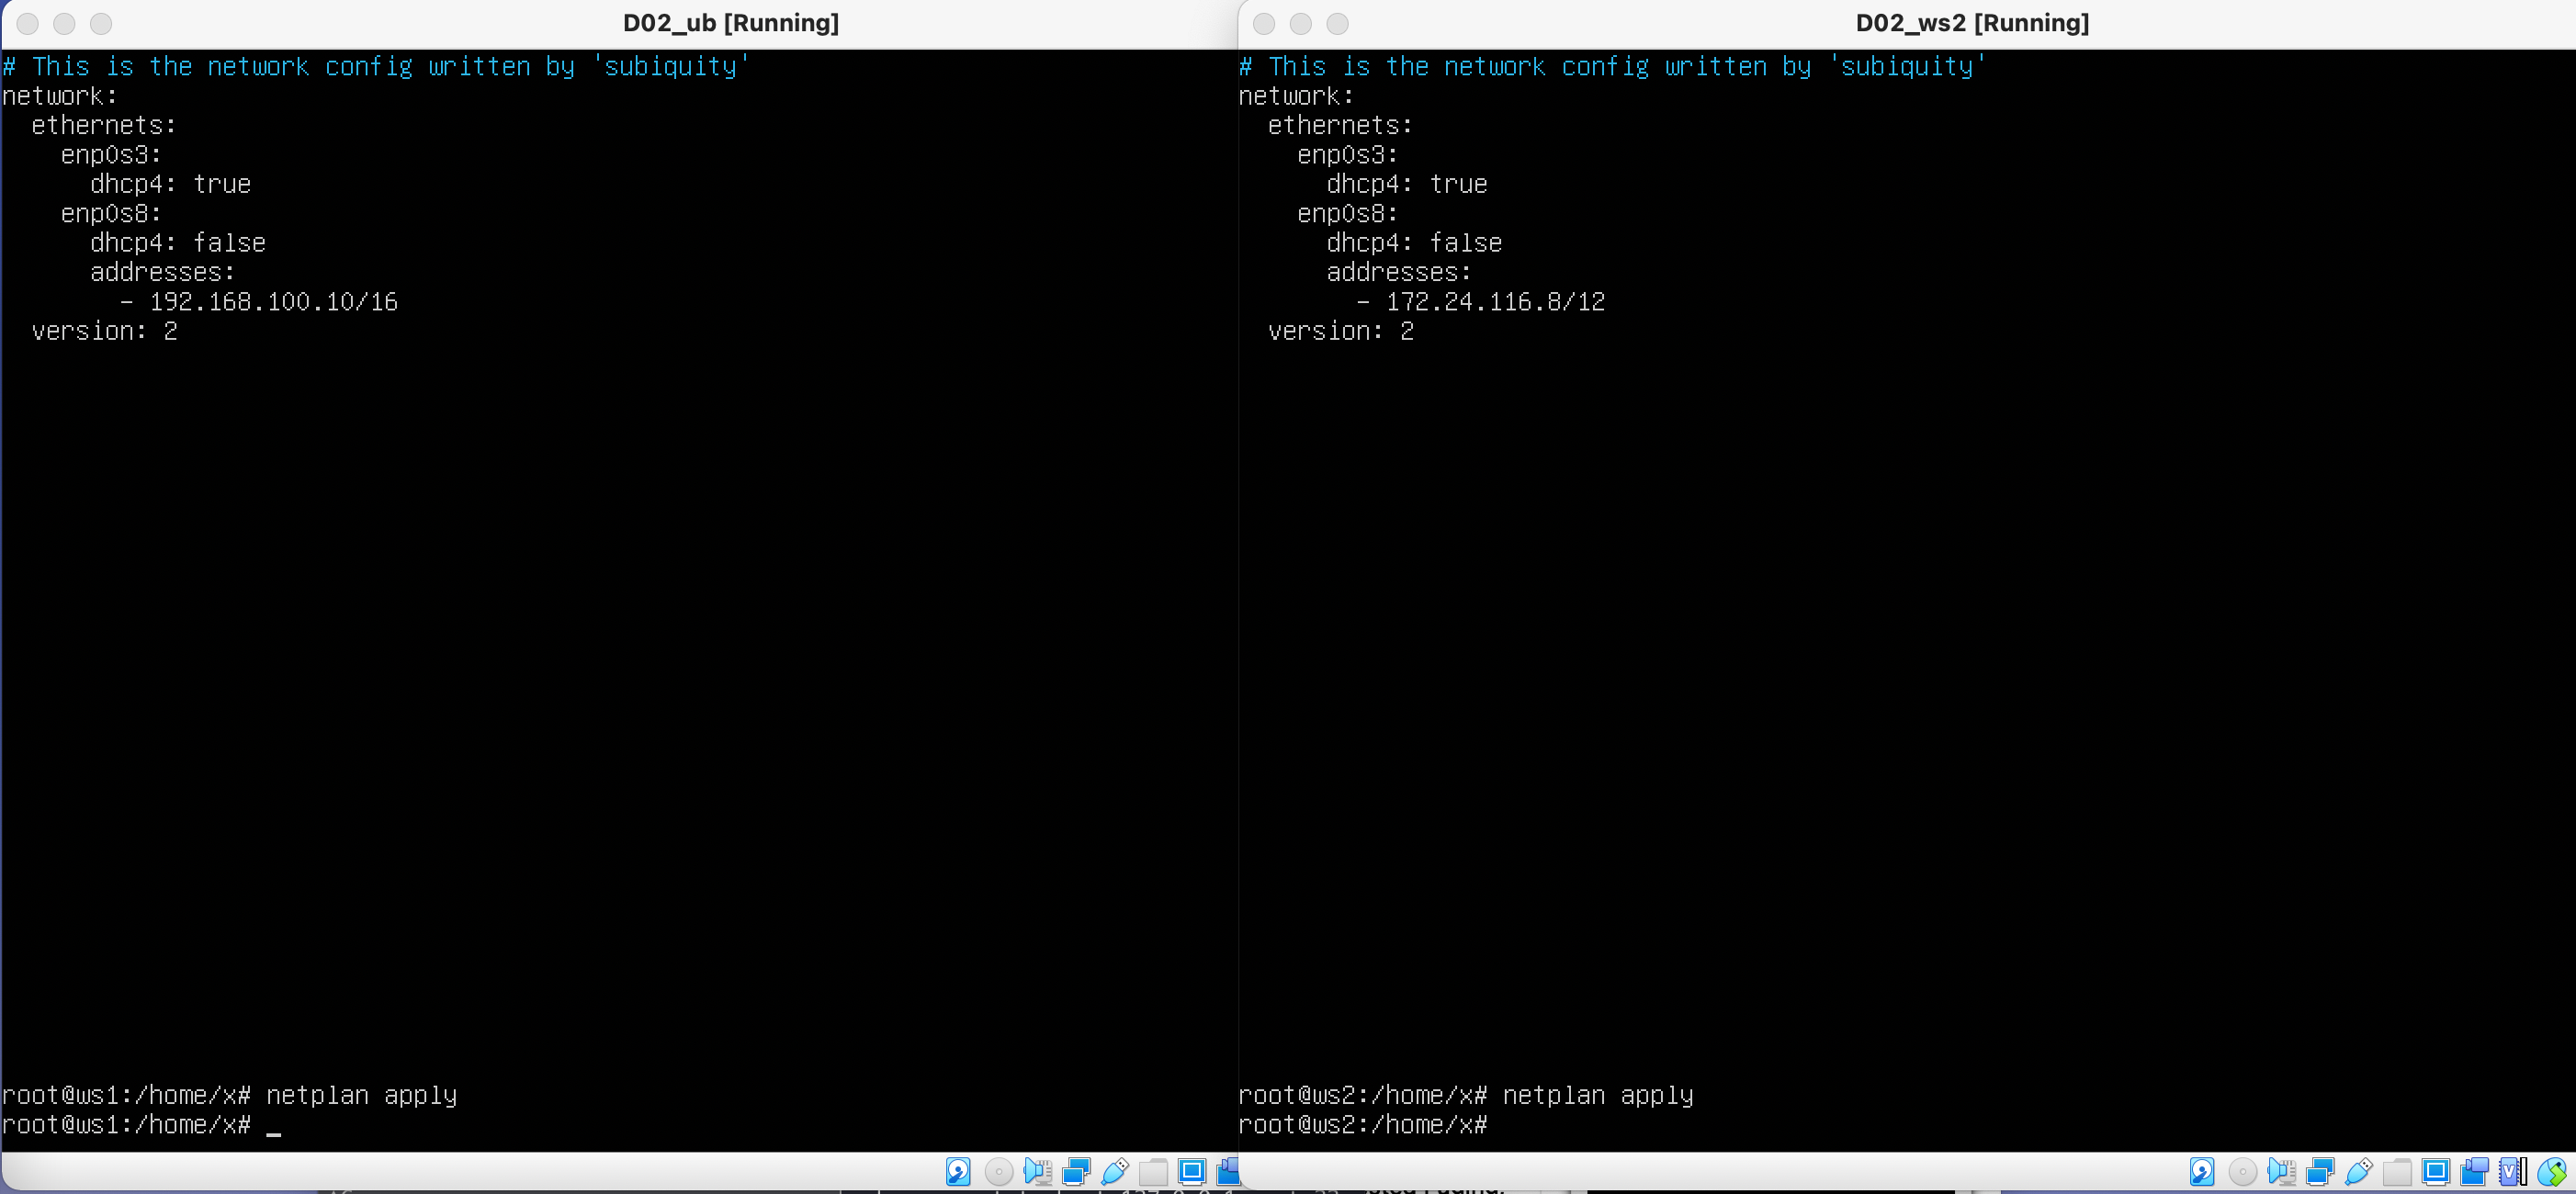 D02_ub [Running]
# This is the network config written by 'subiquity'
network:
  ethernets:
    enp0s3:
      dhcp4: true
    enp0s8:
      dhcp4: false
      addresses:
        - 192.168.100.10/16
  version: 2
root@ws1:/home/x# netplan apply
root@ws1:/home/x# _
D02_ws2 [Running]
# This is the network config written by 'subiquity'
network:
  ethernets:
    enp0s3:
      dhcp4: true
    enp0s8:
      dhcp4: false
      addresses:
        - 172.24.116.8/12
  version: 2
root@ws2:/home/x# netplan apply
root@ws2:/home/x#